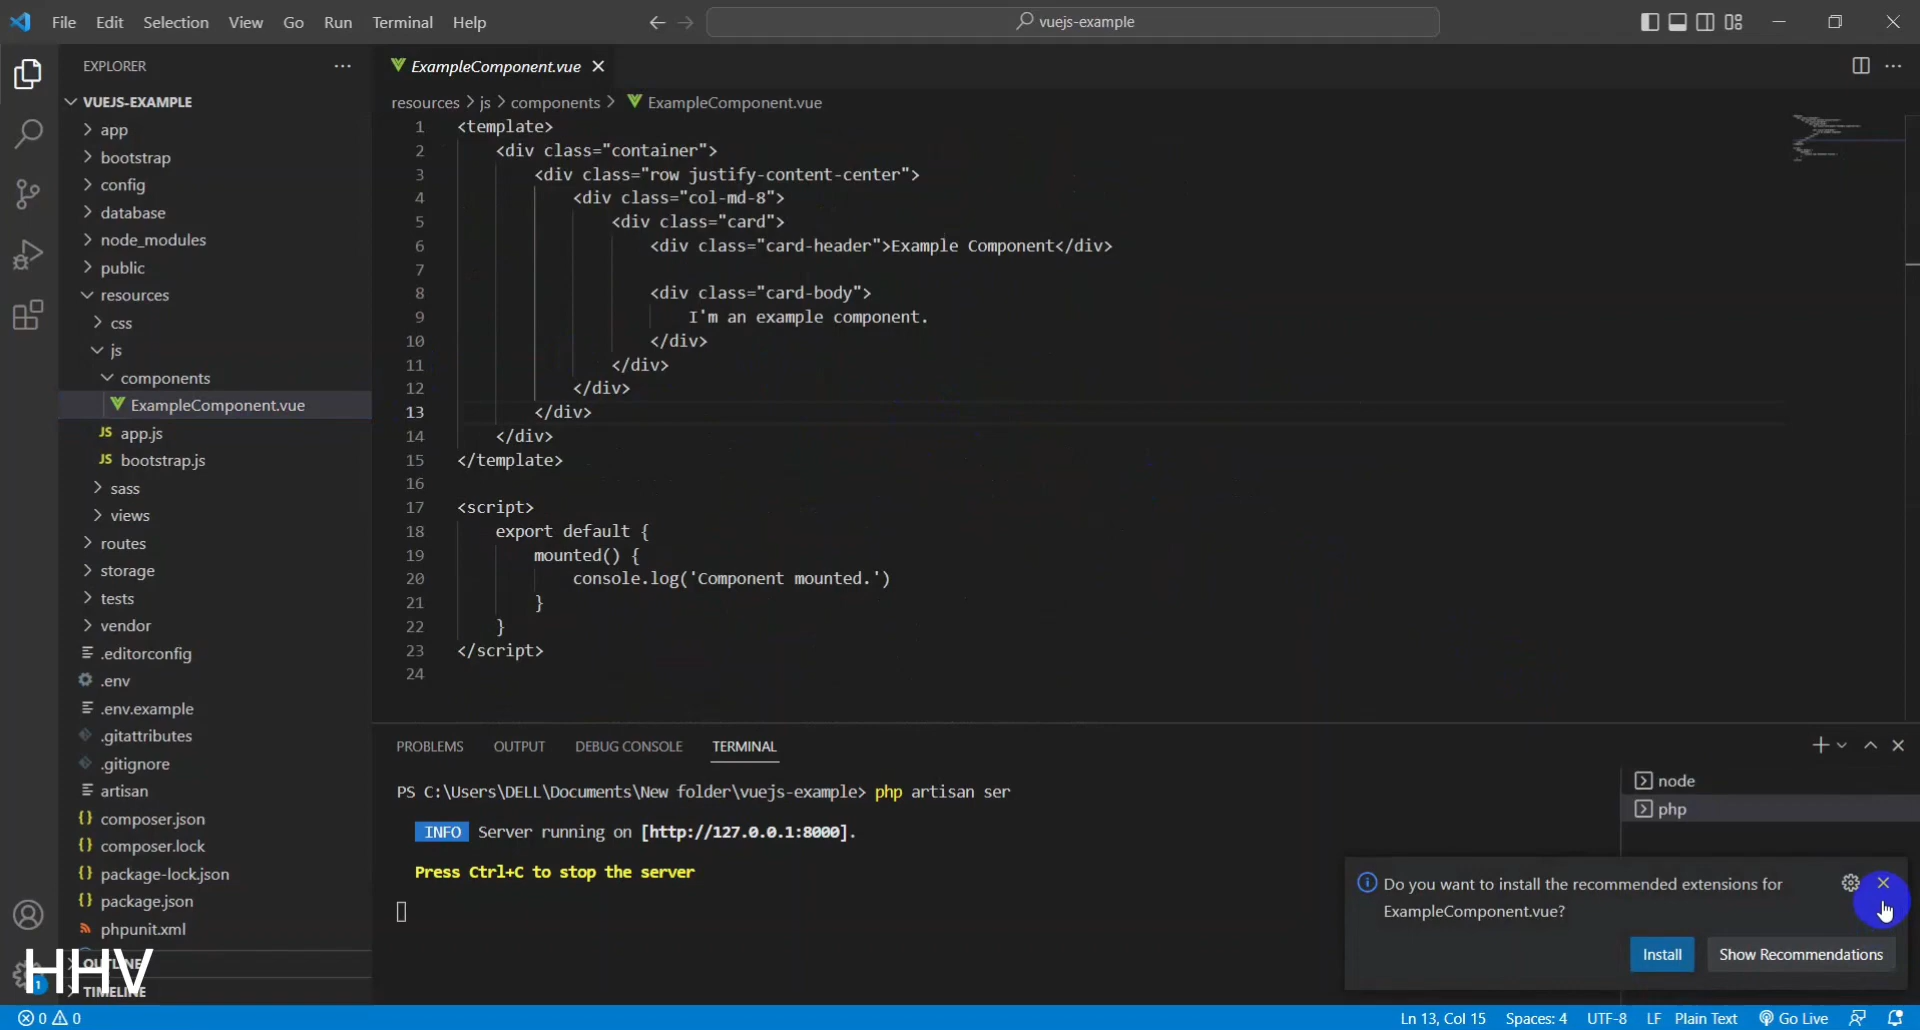 File Edit Selection View Go Run Terminal Help
vuejs-example
EXPLORER
VUEJS-EXAMPLE
app
bootstrap
config
database
node_modules
public
resources
css
js
components
ExampleComponent.vue
app.js
bootstrap.js
sass
views
routes
storage
tests
vendor
.editorconfig
.env
.env.example
.gitattributes
.gitignore
artisan
composer.json
composer.lock
package-lock.json
package.json
phpunit.xml
OUTLINE
TIMELINE
HHV
1
ExampleComponent.vue
resources > js > components > ExampleComponent.vue
1 <template>
2 <div class="container">
3 <div class="row justify-content-center">
4 <div class="col-md-8">
5 <div class="card">
6 <div class="card-header">Example Component</div>
7
8 <div class="card-body">
9 I'm an example component.
10 </div>
11 </div>
12 </div>
13 </div>
14 </div>
15 </template>
16
17 <script>
18 export default {
19 mounted() {
20 console.log('Component mounted.')
21 }
22 }
23 </script>
24
PROBLEMS OUTPUT DEBUG CONSOLE TERMINAL
PS C:\Users\DELL\Documents\New folder\vuejs-example> php artisan ser
INFO Server running on [http://127.0.0.1:8000].
Press Ctrl+C to stop the server
node
php
Do you want to install the recommended extensions for
ExampleComponent.vue?
Install Show Recommendations
0 0 Ln 13, Col 15 Spaces: 4 UTF-8 LF Plain Text Go Live